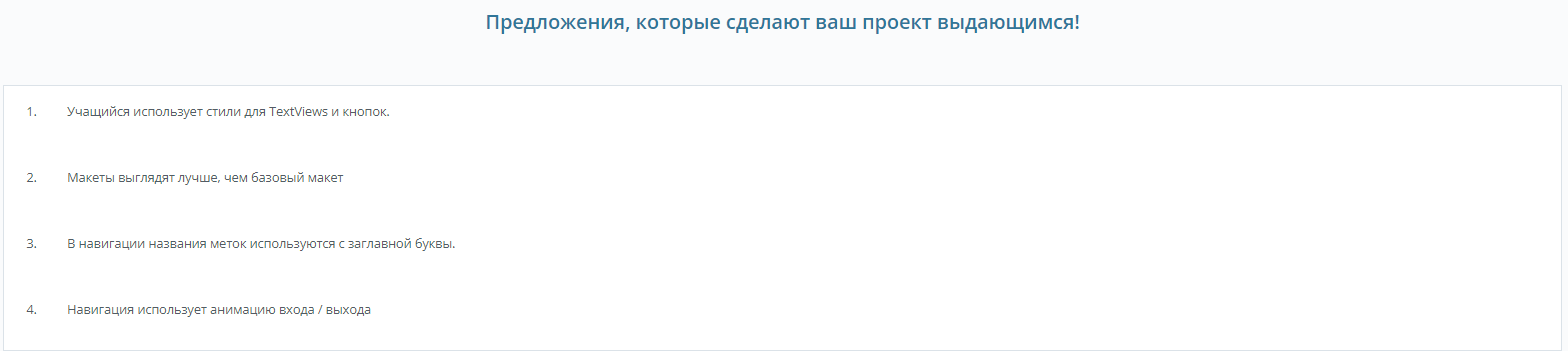 Предложения, которые сделают ваш проект выдающимся!
1. Учащийся использует стили для TextViews и кнопок.
2. Макеты выглядят лучше, чем базовый макет
3. В навигации названия меток используются с заглавной буквы.
4. Навигация использует анимацию входа / выхода